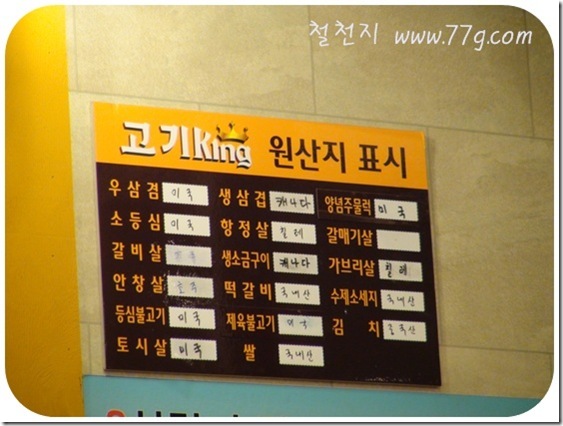 철천지 www.77g.com
고기King 원산지 표시
우삼겹 미국 생삼겹 캐나다 양념주물럭 미국
소등심 미국 항정살 칠레 갈매기살
갈비살 생소금구이 캐나다 가브리살 칠레
안창살 호주 떡갈비 국내산 수제소세지 국내산
등심불고기 미국 제육불고기 미국 김치 중국산
토시살 미국 쌀 국내산